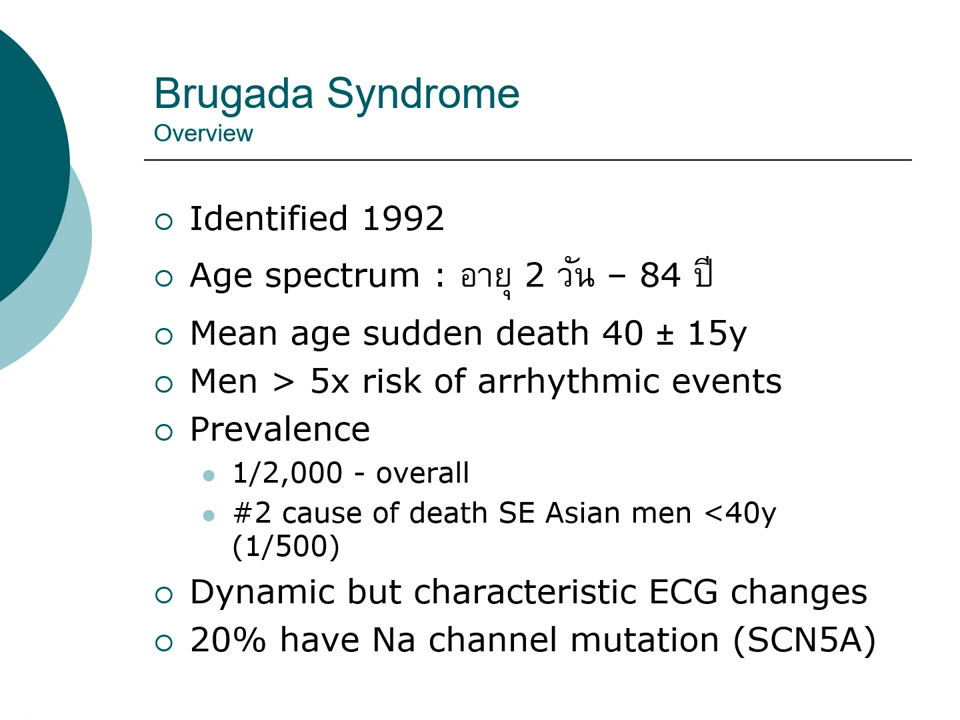 Brugada Syndrome
Overview
Identified 1992
Age spectrum : อายุ 2 วัน – 84 ปี
Mean age sudden death 40 ± 15y
Men > 5x risk of arrhythmic events
Prevalence
1/2,000 - overall
#2 cause of death SE Asian men <40y
(1/500)
Dynamic but characteristic ECG changes
20% have Na channel mutation (SCN5A)